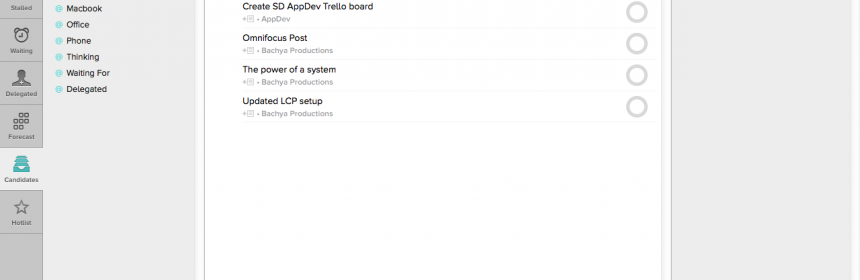 Stalled
Waiting
Delegated
Forecast
Candidates
Hotlist
@ Macbook
@ Office
@ Phone
@ Thinking
@ Waiting For
@ Delegated
Create SD AppDev Trello board
• AppDev
Omnifocus Post
• Bachya Productions
The power of a system
• Bachya Productions
Updated LCP setup
• Bachya Productions